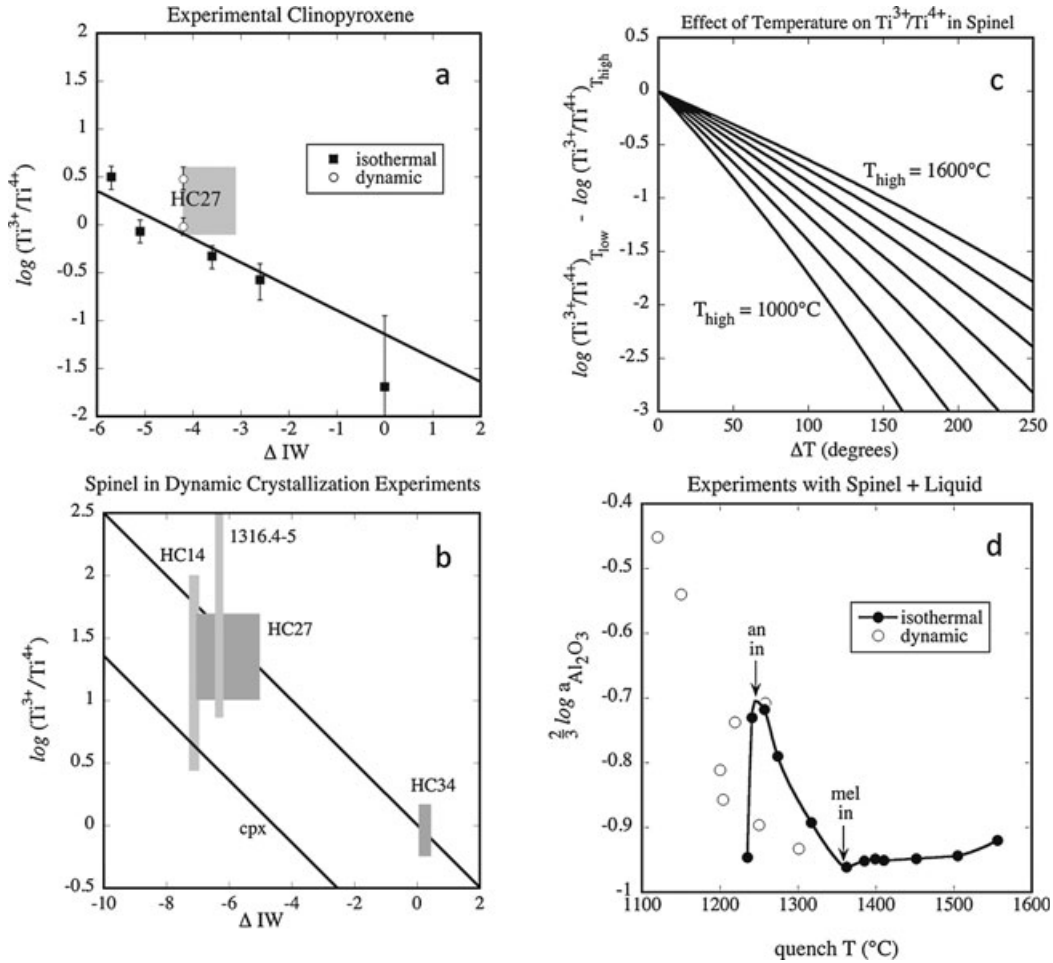 Experimental Clinopyroxene
a
isothermal
dynamic
HC27
log (Ti3+/Ti4+)
2
1.5
1
0.5
0
-0.5
-1
-1.5
-2
-6 -5 -4 -3 -2 -1 0 1 2
Δ IW
Effect of Temperature on Ti3+/Ti4+ in Spinel
c
Thigh = 1600°C
Thigh = 1000°C
log (Ti3+/Ti4+)Tlow - log (Ti3+/Ti4+)Thigh
0.5
0
-0.5
-1
-1.5
-2
-2.5
-3
0 50 100 150 200 250
ΔT (degrees)
Spinel in Dynamic Crystallization Experiments
b
1316.4-5
HC14
HC27
HC34
cpx
log (Ti3+/Ti4+)
2.5
2
1.5
1
0.5
0
-0.5
-10 -8 -6 -4 -2 0 2
Δ IW
Experiments with Spinel + Liquid
d
isothermal
dynamic
an
in
mel
in
2/3 log aAl2O3
-0.4
-0.5
-0.6
-0.7
-0.8
-0.9
-1
1100 1200 1300 1400 1500 1600
quench T (°C)